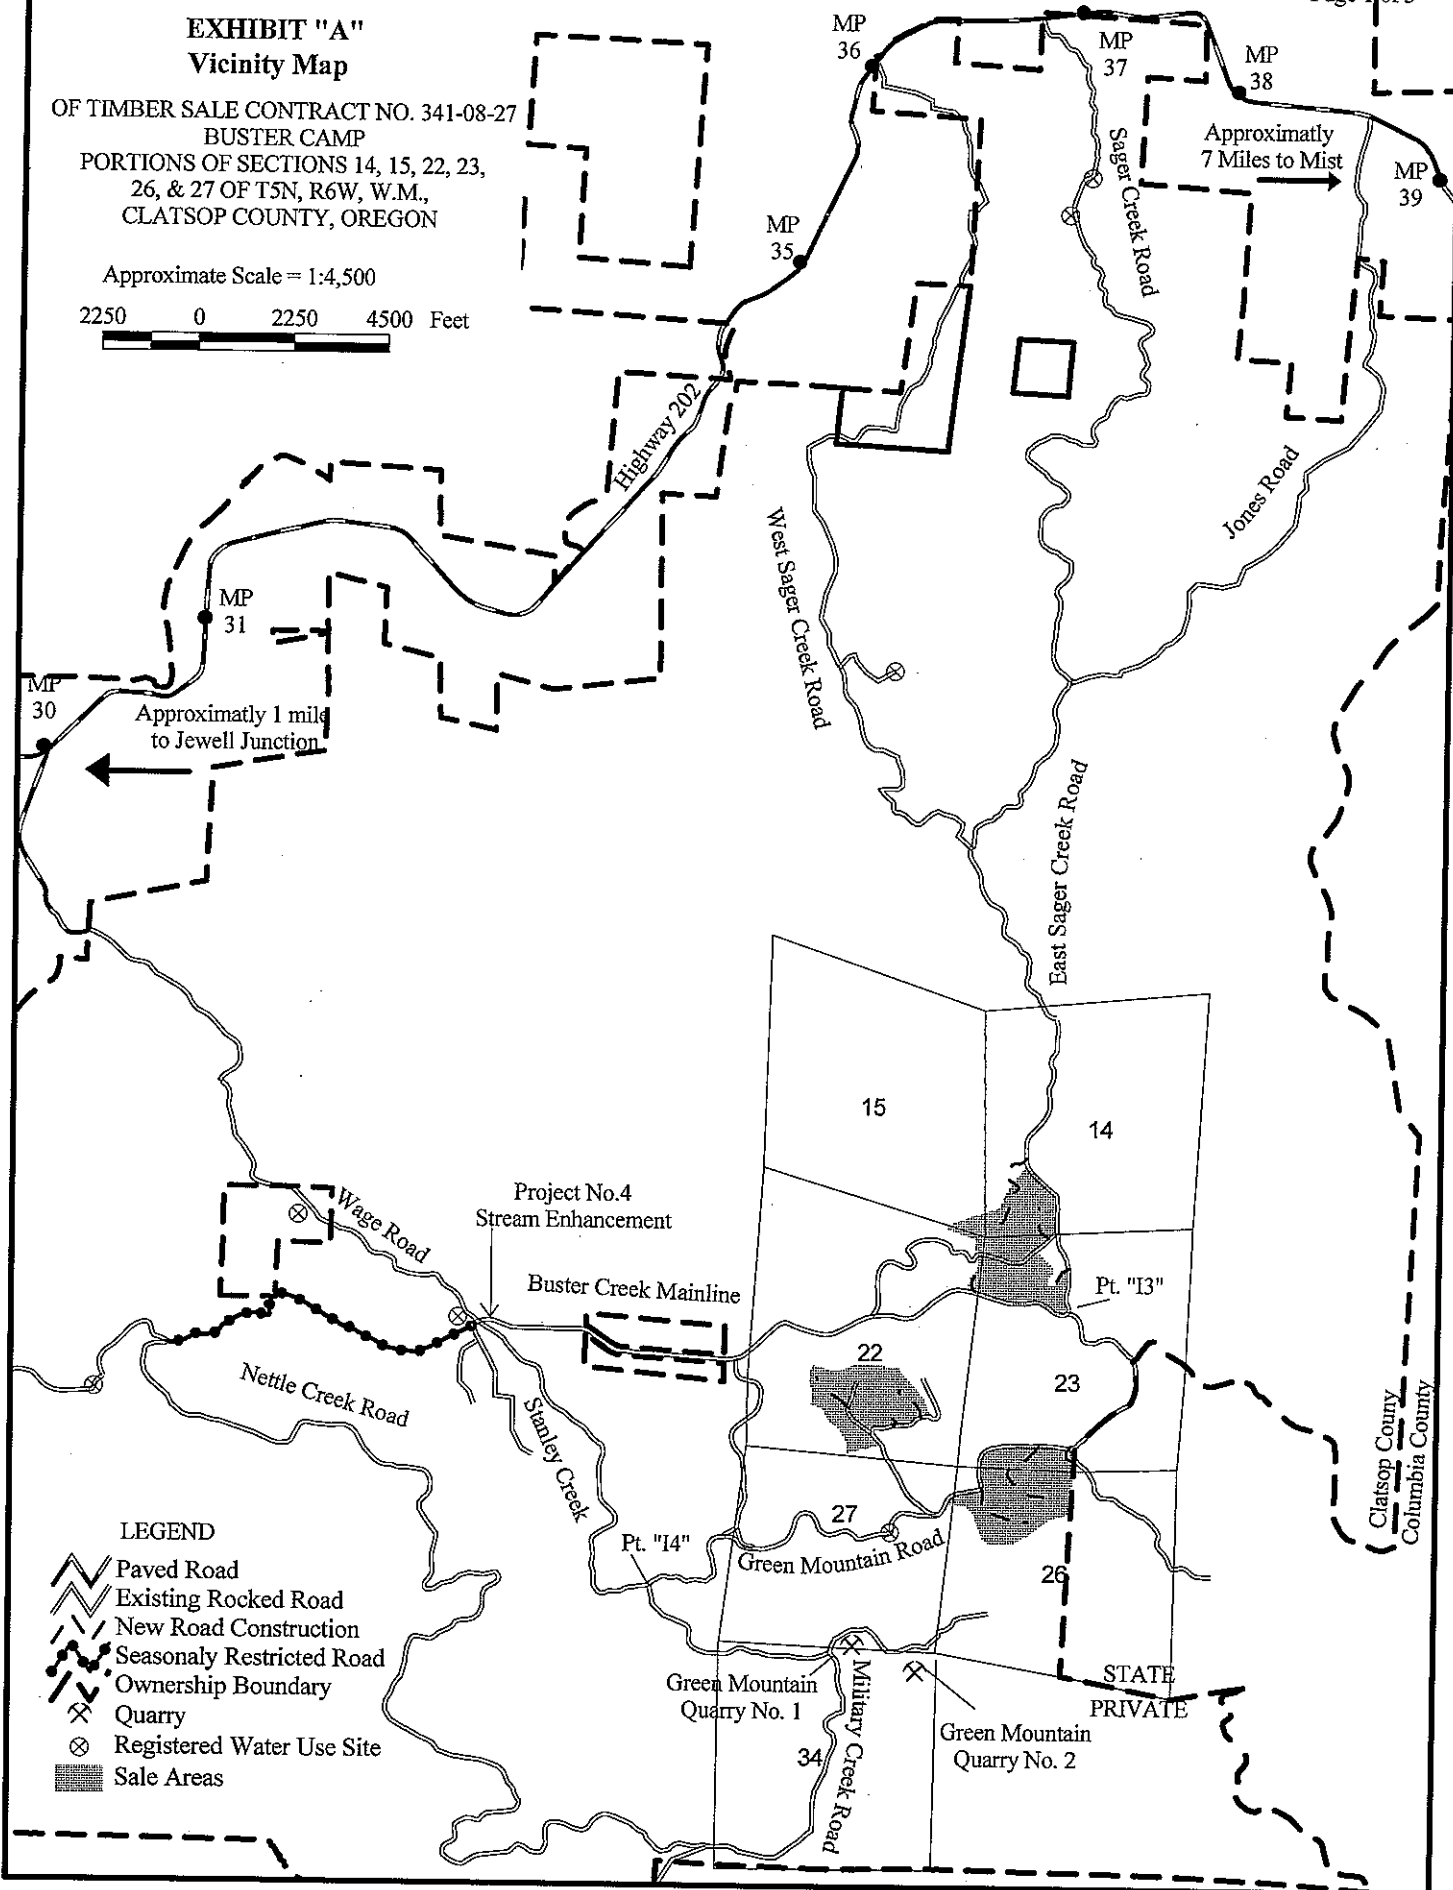 EXHIBIT "A"
Vicinity Map
OF TIMBER SALE CONTRACT NO. 341-08-27
BUSTER CAMP
PORTIONS OF SECTIONS 14, 15, 22, 23,
26, & 27 OF T5N, R6W, W.M.,
CLATSOP COUNTY, OREGON
Approximate Scale = 1:4,500
2250 0 2250 4500 Feet
MP
36
MP
37
MP
38
MP
39
Approximatly
7 Miles to Mist
MP
35
Sager Creek Road
Highway 202
Jones Road
West Sager Creek Road
MP
31
MP
30
Approximatly 1 mile
to Jewell Junction
East Sager Creek Road
15
14
Project No.4
Stream Enhancement
Wage Road
Buster Creek Mainline
Pt. "I3"
22
23
Nettle Creek Road
Stanley Creek
Clatsop Couny
Columbia County
27
Pt. "I4"
Green Mountain Road
26
STATE
PRIVATE
Green Mountain
Quarry No. 1
Military Creek Road
Green Mountain
Quarry No. 2
34
LEGEND
Paved Road
Existing Rocked Road
New Road Construction
Seasonaly Restricted Road
Ownership Boundary
Quarry
Registered Water Use Site
Sale Areas